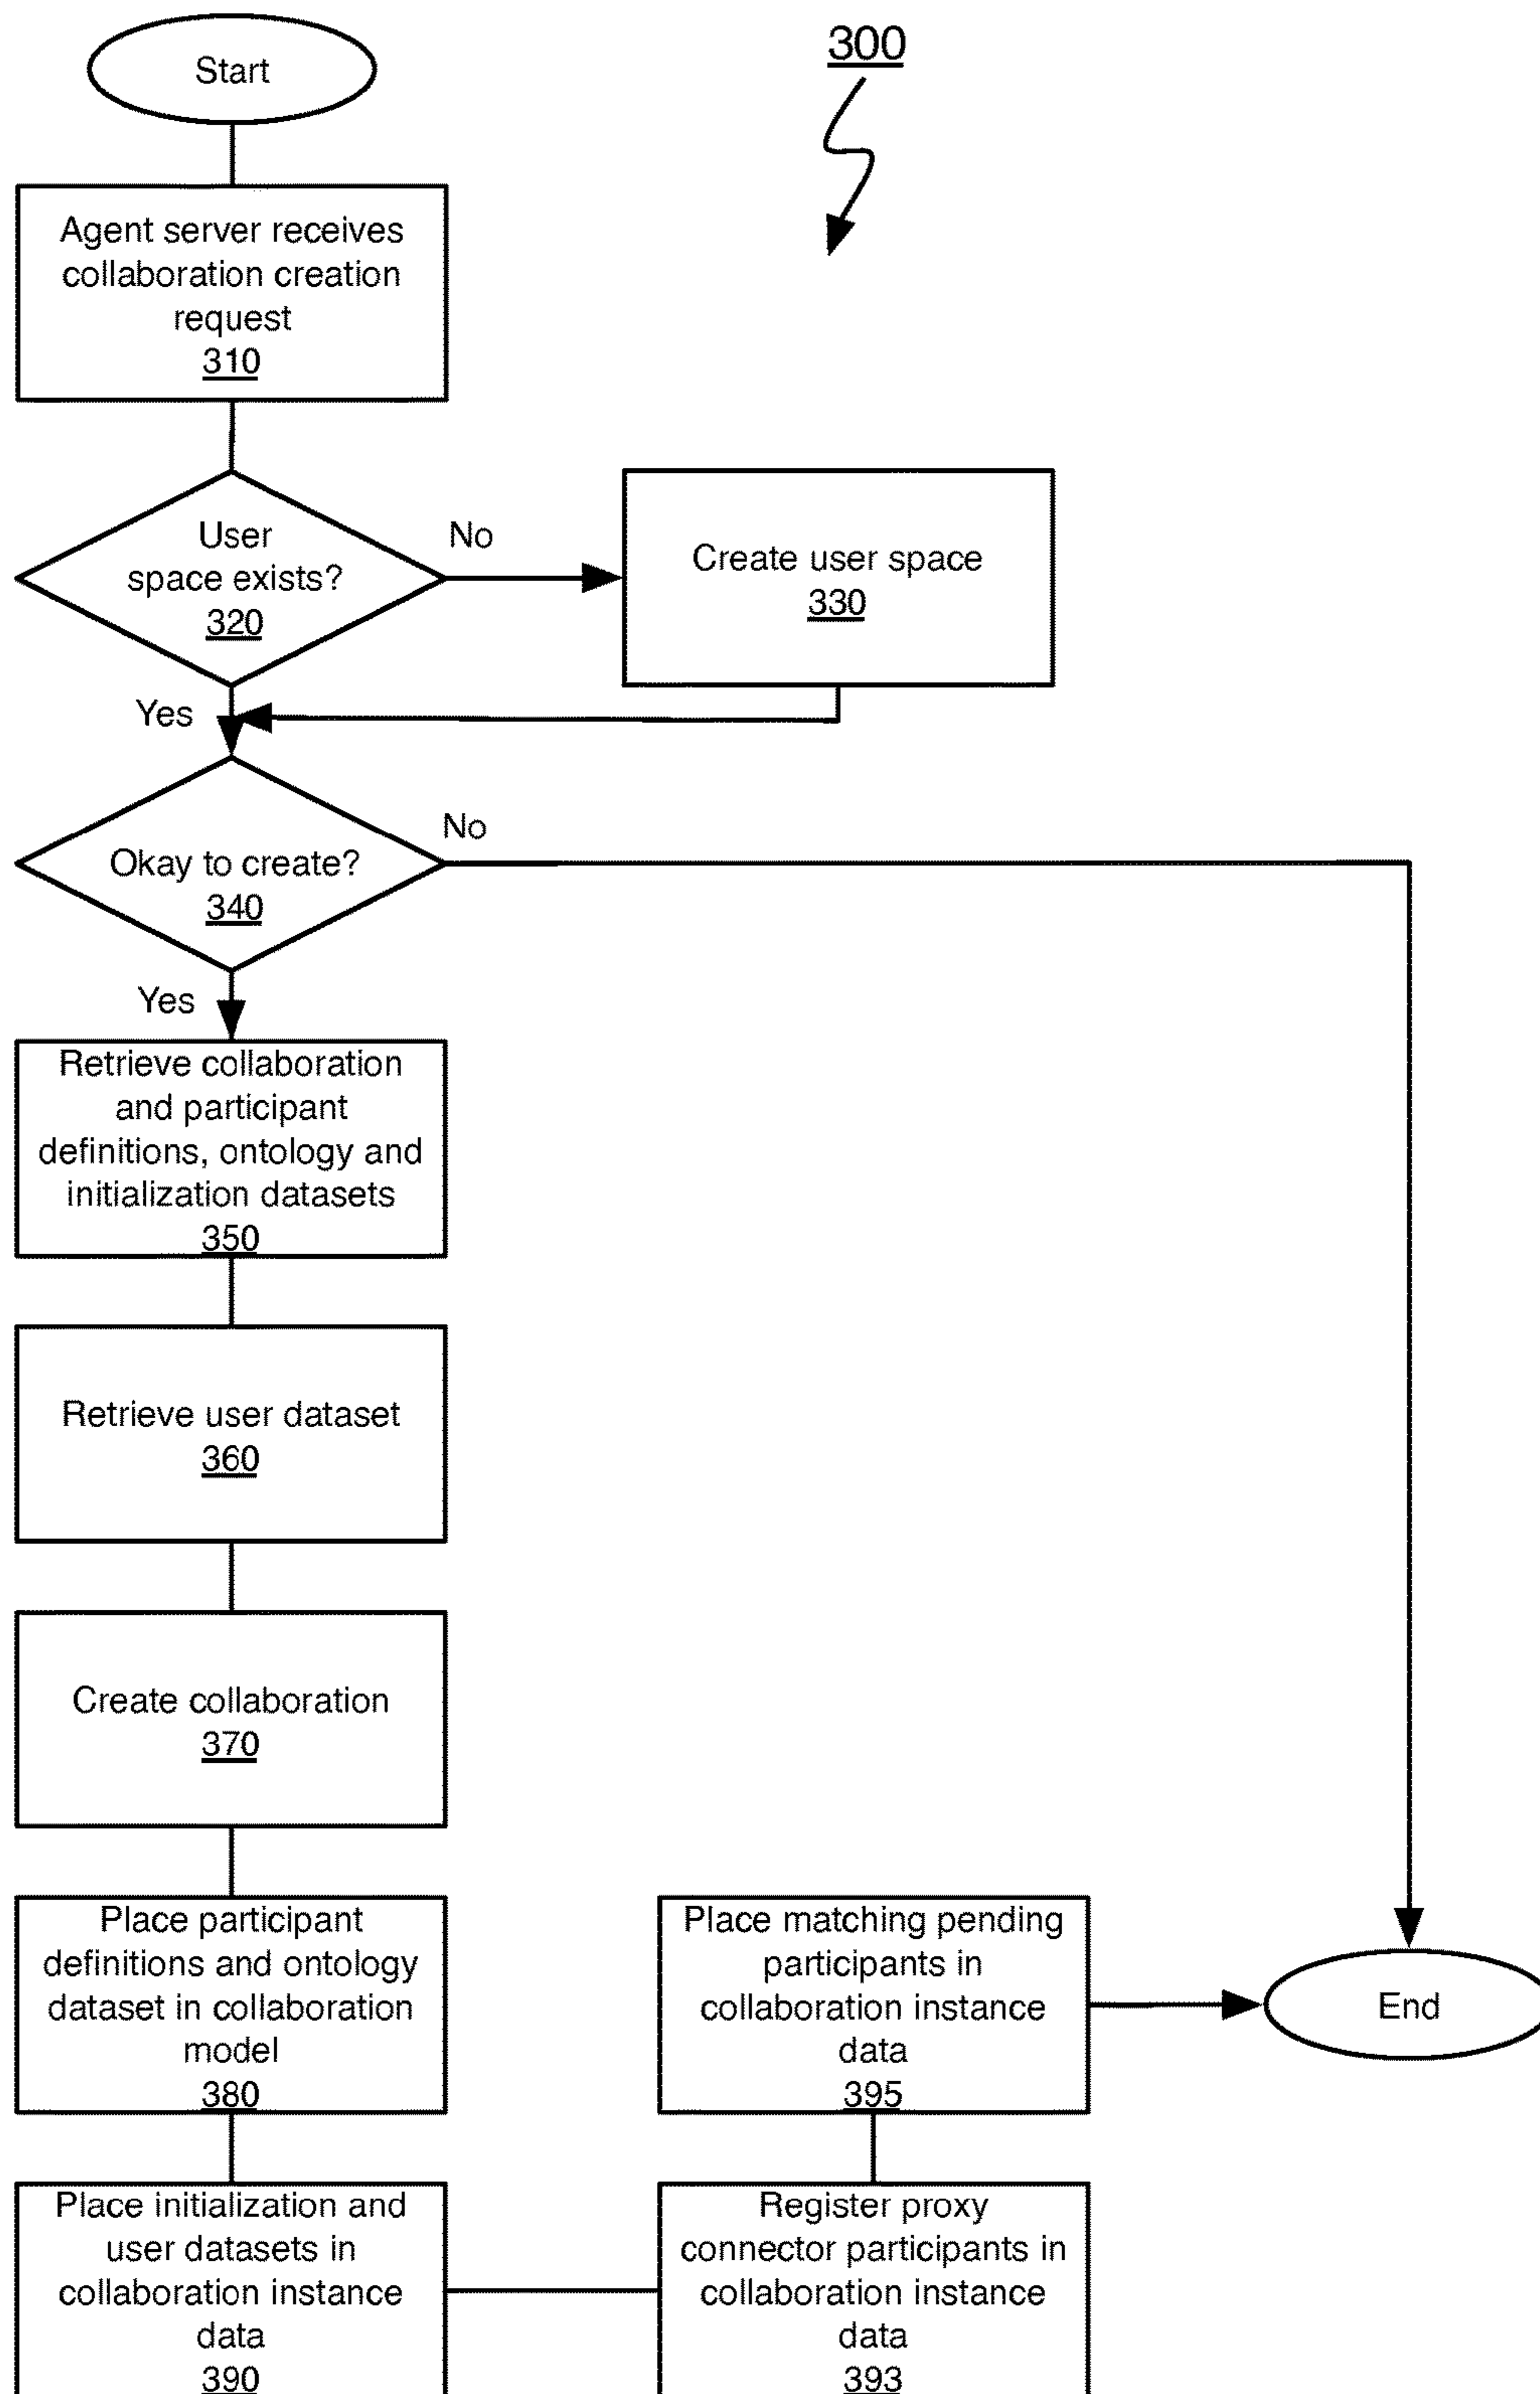 Start
300
Agent server receives
collaboration creation
request
310
User
space exists?
320
No
Create user space
330
Yes
Okay to create?
340
No
Yes
Retrieve collaboration
and participant
definitions, ontology and
initialization datasets
350
Retrieve user dataset
360
Create collaboration
370
Place participant
definitions and ontology
dataset in collaboration
model
380
Place initialization and
user datasets in
collaboration instance
data
390
Register proxy
connector participants in
collaboration instance
data
393
Place matching pending
participants in
collaboration instance
data
395
End